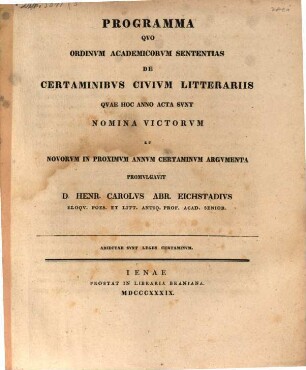 PROGRAMMA
QVO
ORDINVM ACADEMICORVM SENTENTIAS
DE
CERTAMINIBVS CIVIVM LITTERARIIS
QVAE HOC ANNO ACTA SVNT
NOMINA VICTORVM
ET
NOVORVM IN PROXIMVM ANNVM CERTAMINVM ARGVMENTA
PROMVLGAVIT
D HENR. CAROLVS ABR. EICHSTADIVS
ELOQV. POES. ET LITT. ANTIQ. PROF. ACAD. SENIOR.
ADIECTAE SVNT LEGES CERTAMINVM.
IENAE
PROSTAT IN LIBRARIA BRANIANA.
MDCCCXXXIX.